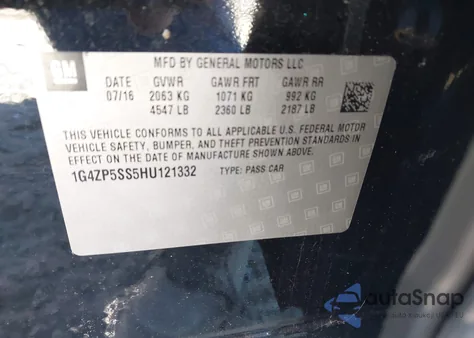 GM
MFD BY GENERAL MOTORS LLC
DATE GVWR GAWR FRT GAWR RR
07/16 2063 KG 1071 KG 992 KG
4547 LB 2360 LB 2187 LB
THIS VEHICLE CONFORMS TO ALL APPLICABLE U.S. FEDERAL MOTOR
VEHICLE SAFETY, BUMPER, AND THEFT PREVENTION STANDARDS IN
EFFECT ON THE DATE OF MANUFACTURE SHOWN ABOVE.
1G4ZP5SS5HU121332 TYPE: PASS CAR
autoSnap